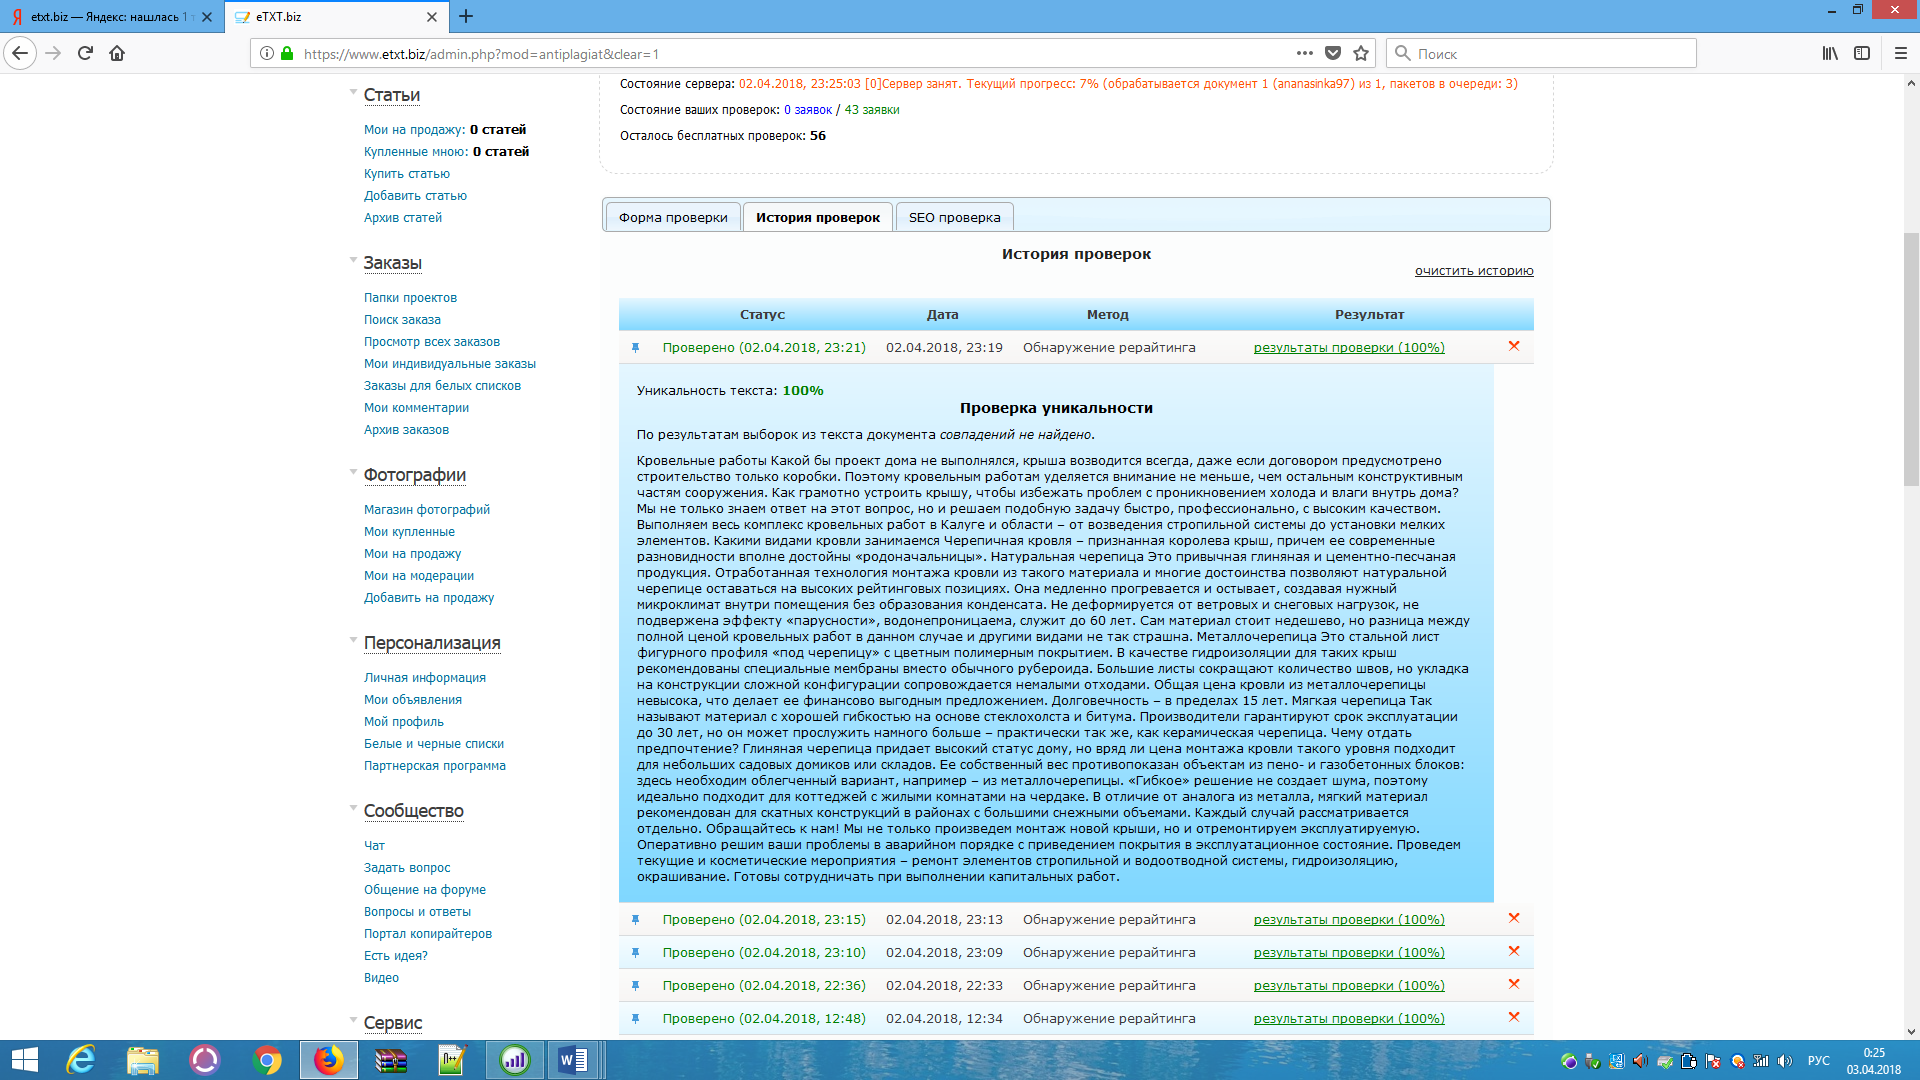 etxt.biz — Яндекс: нашлась 1 т
eTXT.biz
https://www.etxt.biz/admin.php?mod=antiplagiat&clear=1
Поиск
Состояние сервера: 02.04.2018, 23:25:03 [0]Сервер занят. Текущий прогресс: 7% (обрабатывается документ 1 (ananasinka97) из 1, пакетов в очереди: 3)
Состояние ваших проверок: 0 заявок / 43 заявки
Осталось бесплатных проверок: 56
Статьи
Мои на продажу: 0 статей
Купленные мною: 0 статей
Купить статью
Добавить статью
Архив статей
Заказы
Папки проектов
Поиск заказа
Просмотр всех заказов
Мои индивидуальные заказы
Заказы для белых списков
Мои комментарии
Архив заказов
Фотографии
Магазин фотографий
Мои купленные
Мои на продажу
Мои на модерации
Добавить на продажу
Персонализация
Личная информация
Мои объявления
Мой профиль
Белые и черные списки
Партнерская программа
Сообщество
Чат
Задать вопрос
Общение на форуме
Вопросы и ответы
Портал копирайтеров
Есть идея?
Видео
Сервис
Форма проверки История проверок SEO проверка
История проверок
очистить историю
Статус Дата Метод Результат
Проверено (02.04.2018, 23:21) 02.04.2018, 23:19 Обнаружение рерайтинга результаты проверки (100%)
Уникальность текста: 100%
Проверка уникальности
По результатам выборок из текста документа совпадений не найдено.
Кровельные работы Какой бы проект дома не выполнялся, крыша возводится всегда, даже если договором предусмотрено
строительство только коробки. Поэтому кровельным работам уделяется внимание не меньше, чем остальным конструктивным
частям сооружения. Как грамотно устроить крышу, чтобы избежать проблем с проникновением холода и влаги внутрь дома?
Мы не только знаем ответ на этот вопрос, но и решаем подобную задачу быстро, профессионально, с высоким качеством.
Выполняем весь комплекс кровельных работ в Калуге и области – от возведения стропильной системы до установки мелких
элементов. Какими видами кровли занимаемся Черепичная кровля – признанная королева крыш, причем ее современные
разновидности вполне достойны «родоначальницы». Натуральная черепица Это привычная глиняная и цементно-песчаная
продукция. Отработанная технология монтажа кровли из такого материала и многие достоинства позволяют натуральной
черепице оставаться на высоких рейтинговых позициях. Она медленно прогревается и остывает, создавая нужный
микроклимат внутри помещения без образования конденсата. Не деформируется от ветровых и снеговых нагрузок, не
подвержена эффекту «парусности», водонепроницаема, служит до 60 лет. Сам материал стоит недешево, но разница между
полной ценой кровельных работ в данном случае и другими видами не так страшна. Металлочерепица Это стальной лист
фигурного профиля «под черепицу» с цветным полимерным покрытием. В качестве гидроизоляции для таких крыш
рекомендованы специальные мембраны вместо обычного рубероида. Большие листы сокращают количество швов, но укладка
на конструкции сложной конфигурации сопровождается немалыми отходами. Общая цена кровли из металлочерепицы
невысока, что делает ее финансово выгодным предложением. Долговечность – в пределах 15 лет. Мягкая черепица Так
называют материал с хорошей гибкостью на основе стеклохолста и битума. Производители гарантируют срок эксплуатации
до 30 лет, но он может прослужить намного больше – практически так же, как керамическая черепица. Чему отдать
предпочтение? Глиняная черепица придает высокий статус дому, но вряд ли цена монтажа кровли такого уровня подходит
для небольших садовых домиков или складов. Ее собственный вес противопоказан объектам из пено- и газобетонных блоков:
здесь необходим облегченный вариант, например – из металлочерепицы. «Гибкое» решение не создает шума, поэтому
идеально подходит для коттеджей с жилыми комнатами на чердаке. В отличие от аналога из металла, мягкий материал
рекомендован для скатных конструкций в районах с большими снежными объемами. Каждый случай рассматривается
отдельно. Обращайтесь к нам! Мы не только произведем монтаж новой крыши, но и отремонтируем эксплуатируемую.
Оперативно решим ваши проблемы в аварийном порядке с приведением покрытия в эксплуатационное состояние. Проведем
текущие и косметические мероприятия – ремонт элементов стропильной и водоотводной системы, гидроизоляцию,
окрашивание. Готовы сотрудничать при выполнении капитальных работ.
Проверено (02.04.2018, 23:15) 02.04.2018, 23:13 Обнаружение рерайтинга результаты проверки (100%)
Проверено (02.04.2018, 23:10) 02.04.2018, 23:09 Обнаружение рерайтинга результаты проверки (100%)
Проверено (02.04.2018, 22:36) 02.04.2018, 22:33 Обнаружение рерайтинга результаты проверки (100%)
Проверено (02.04.2018, 12:48) 02.04.2018, 12:34 Обнаружение рерайтинга результаты проверки (100%)
РУС
0:25
03.04.2018